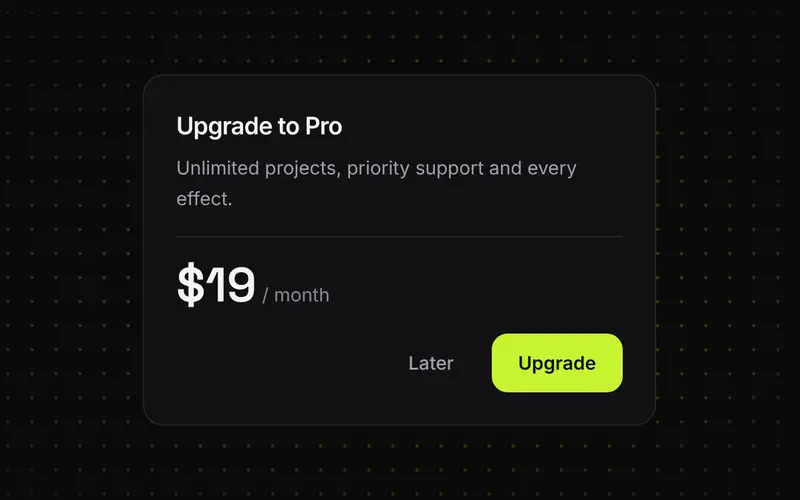 Upgrade to Pro
Unlimited projects, priority support and every
effect.
$19 / month
Later
Upgrade